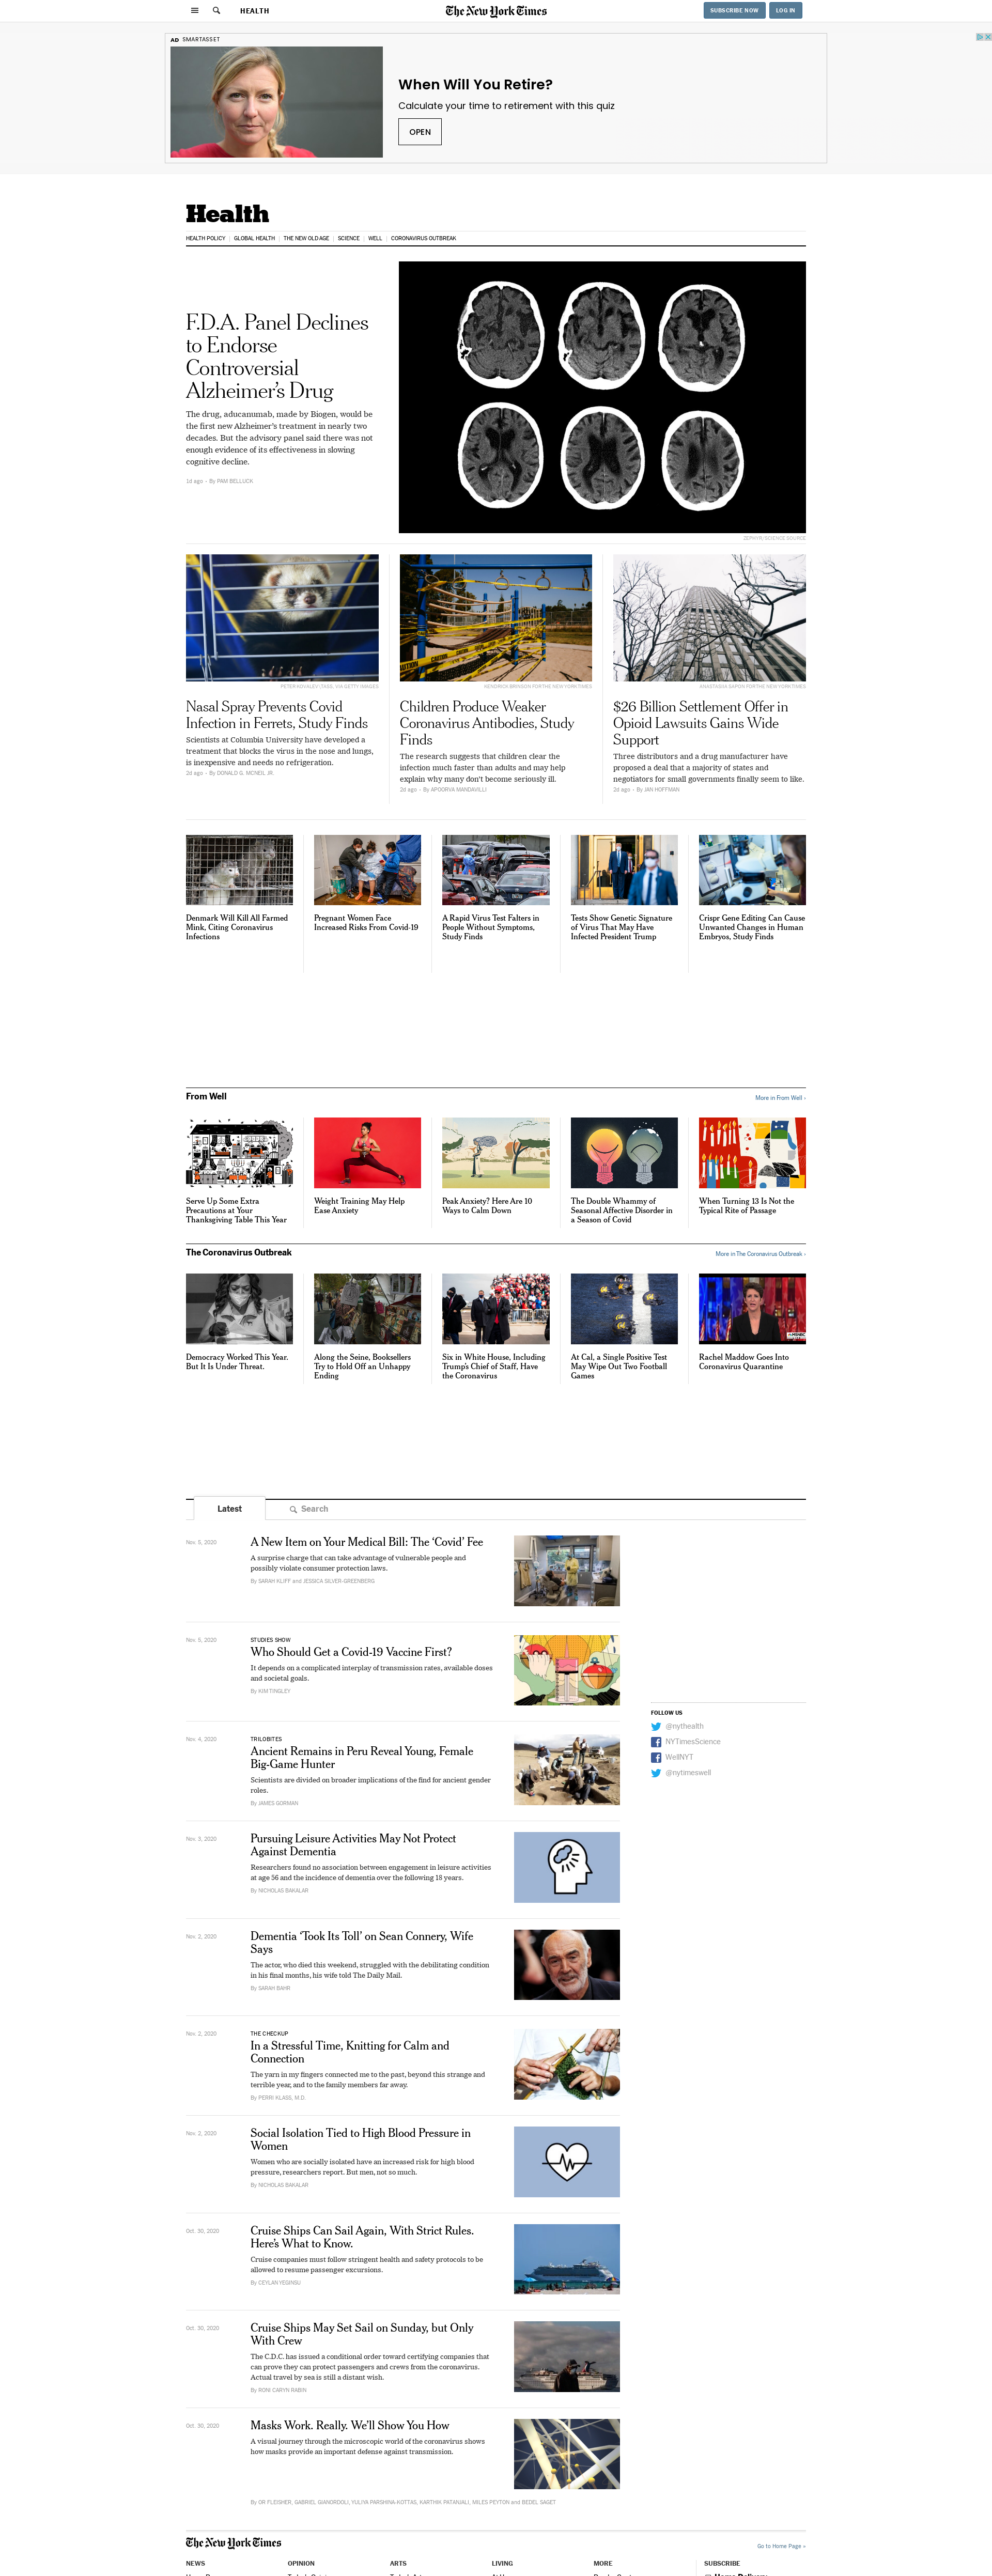 HEALTH
The New York Times
SUBSCRIBE NOW
LOG IN
AD SMARTASSET
When Will You Retire?
Calculate your time to retirement with this quiz
OPEN
Health
HEALTH POLICY
GLOBAL HEALTH
THE NEW OLD AGE
SCIENCE
WELL
CORONAVIRUS OUTBREAK
F.D.A. Panel Declines
to Endorse
Controversial
Alzheimer's Drug
The drug, aducanumab, made by Biogen, would be
the first new Alzheimer's treatment in nearly two
decades. But the advisory panel said there was not
enough evidence of its effectiveness in slowing
cognitive decline.
1d ago - By PAM BELLUCK
ZEPHYR/SCIENCE SOURCE
PETER KOVALEV\TASS, VIA GETTY IMAGES
Nasal Spray Prevents Covid
Infection in Ferrets, Study Finds
Scientists at Columbia University have developed a
treatment that blocks the virus in the nose and lungs,
is inexpensive and needs no refrigeration.
2d ago - By DONALD G. MCNEIL JR.
KENDRICK BRINSON FOR THE NEW YORK TIMES
Children Produce Weaker
Coronavirus Antibodies, Study
Finds
The research suggests that children clear the
infection much faster than adults and may help
explain why many don't become seriously ill.
2d ago - By APOORVA MANDAVILLI
ANASTASIIA SAPON FOR THE NEW YORK TIMES
$26 Billion Settlement Offer in
Opioid Lawsuits Gains Wide
Support
Three distributors and a drug manufacturer have
proposed a deal that a majority of states and
negotiators for small governments finally seem to like.
2d ago - By JAN HOFFMAN
Denmark Will Kill All Farmed
Mink, Citing Coronavirus
Infections
Pregnant Women Face
Increased Risks From Covid-19
A Rapid Virus Test Falters in
People Without Symptoms,
Study Finds
Tests Show Genetic Signature
of Virus That May Have
Infected President Trump
Crispr Gene Editing Can Cause
Unwanted Changes in Human
Embryos, Study Finds
From Well
More in From Well ›
Serve Up Some Extra
Precautions at Your
Thanksgiving Table This Year
Weight Training May Help
Ease Anxiety
Peak Anxiety? Here Are 10
Ways to Calm Down
The Double Whammy of
Seasonal Affective Disorder in
a Season of Covid
When Turning 13 Is Not the
Typical Rite of Passage
The Coronavirus Outbreak
More in The Coronavirus Outbreak ›
Democracy Worked This Year.
But It Is Under Threat.
Along the Seine, Booksellers
Try to Hold Off an Unhappy
Ending
Six in White House, Including
Trump's Chief of Staff, Have
the Coronavirus
At Cal, a Single Positive Test
May Wipe Out Two Football
Games
Rachel Maddow Goes Into
Coronavirus Quarantine
Latest
Search
Nov. 5, 2020
A New Item on Your Medical Bill: The 'Covid' Fee
A surprise charge that can take advantage of vulnerable people and
possibly violate consumer protection laws.
By SARAH KLIFF and JESSICA SILVER-GREENBERG
Nov. 5, 2020
STUDIES SHOW
Who Should Get a Covid-19 Vaccine First?
It depends on a complicated interplay of transmission rates, available doses
and societal goals.
By KIM TINGLEY
FOLLOW US
@nythealth
NYTimesScience
WellNYT
@nytimeswell
Nov. 4, 2020
TRILOBITES
Ancient Remains in Peru Reveal Young, Female
Big-Game Hunter
Scientists are divided on broader implications of the find for ancient gender
roles.
By JAMES GORMAN
Nov. 3, 2020
Pursuing Leisure Activities May Not Protect
Against Dementia
Researchers found no association between engagement in leisure activities
at age 56 and the incidence of dementia over the following 18 years.
By NICHOLAS BAKALAR
Nov. 2, 2020
Dementia 'Took Its Toll' on Sean Connery, Wife
Says
The actor, who died this weekend, struggled with the debilitating condition
in his final months, his wife told The Daily Mail.
By SARAH BAHR
Nov. 2, 2020
THE CHECKUP
In a Stressful Time, Knitting for Calm and
Connection
The yarn in my fingers connected me to the past, beyond this strange and
terrible year, and to the family members far away.
By PERRI KLASS, M.D.
Nov. 2, 2020
Social Isolation Tied to High Blood Pressure in
Women
Women who are socially isolated have an increased risk for high blood
pressure, researchers report. But men, not so much.
By NICHOLAS BAKALAR
Oct. 30, 2020
Cruise Ships Can Sail Again, With Strict Rules.
Here's What to Know.
Cruise companies must follow stringent health and safety protocols to be
allowed to resume passenger excursions.
By CEYLAN YEGINSU
Oct. 30, 2020
Cruise Ships May Set Sail on Sunday, but Only
With Crew
The C.D.C. has issued a conditional order toward certifying companies that
can prove they can protect passengers and crews from the coronavirus.
Actual travel by sea is still a distant wish.
By RONI CARYN RABIN
Oct. 30, 2020
Masks Work. Really. We'll Show You How
A visual journey through the microscopic world of the coronavirus shows
how masks provide an important defense against transmission.
By OR FLEISHER, GABRIEL GIANORDOLI, YULIYA PARSHINA-KOTTAS, KARTHIK PATANJALI, MILES PEYTON and BEDEL SAGET
The New York Times
Go to Home Page »
NEWS
OPINION
ARTS
LIVING
MORE
SUBSCRIBE